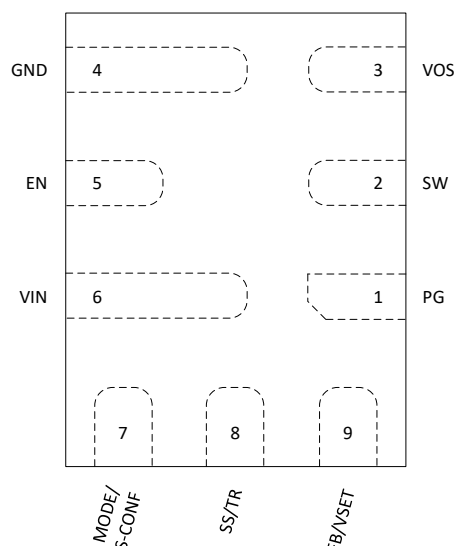 GND 4 3 VOS
EN 5 2 SW
VIN 6 1 PG
7 8 9
MODE/
SS/TR